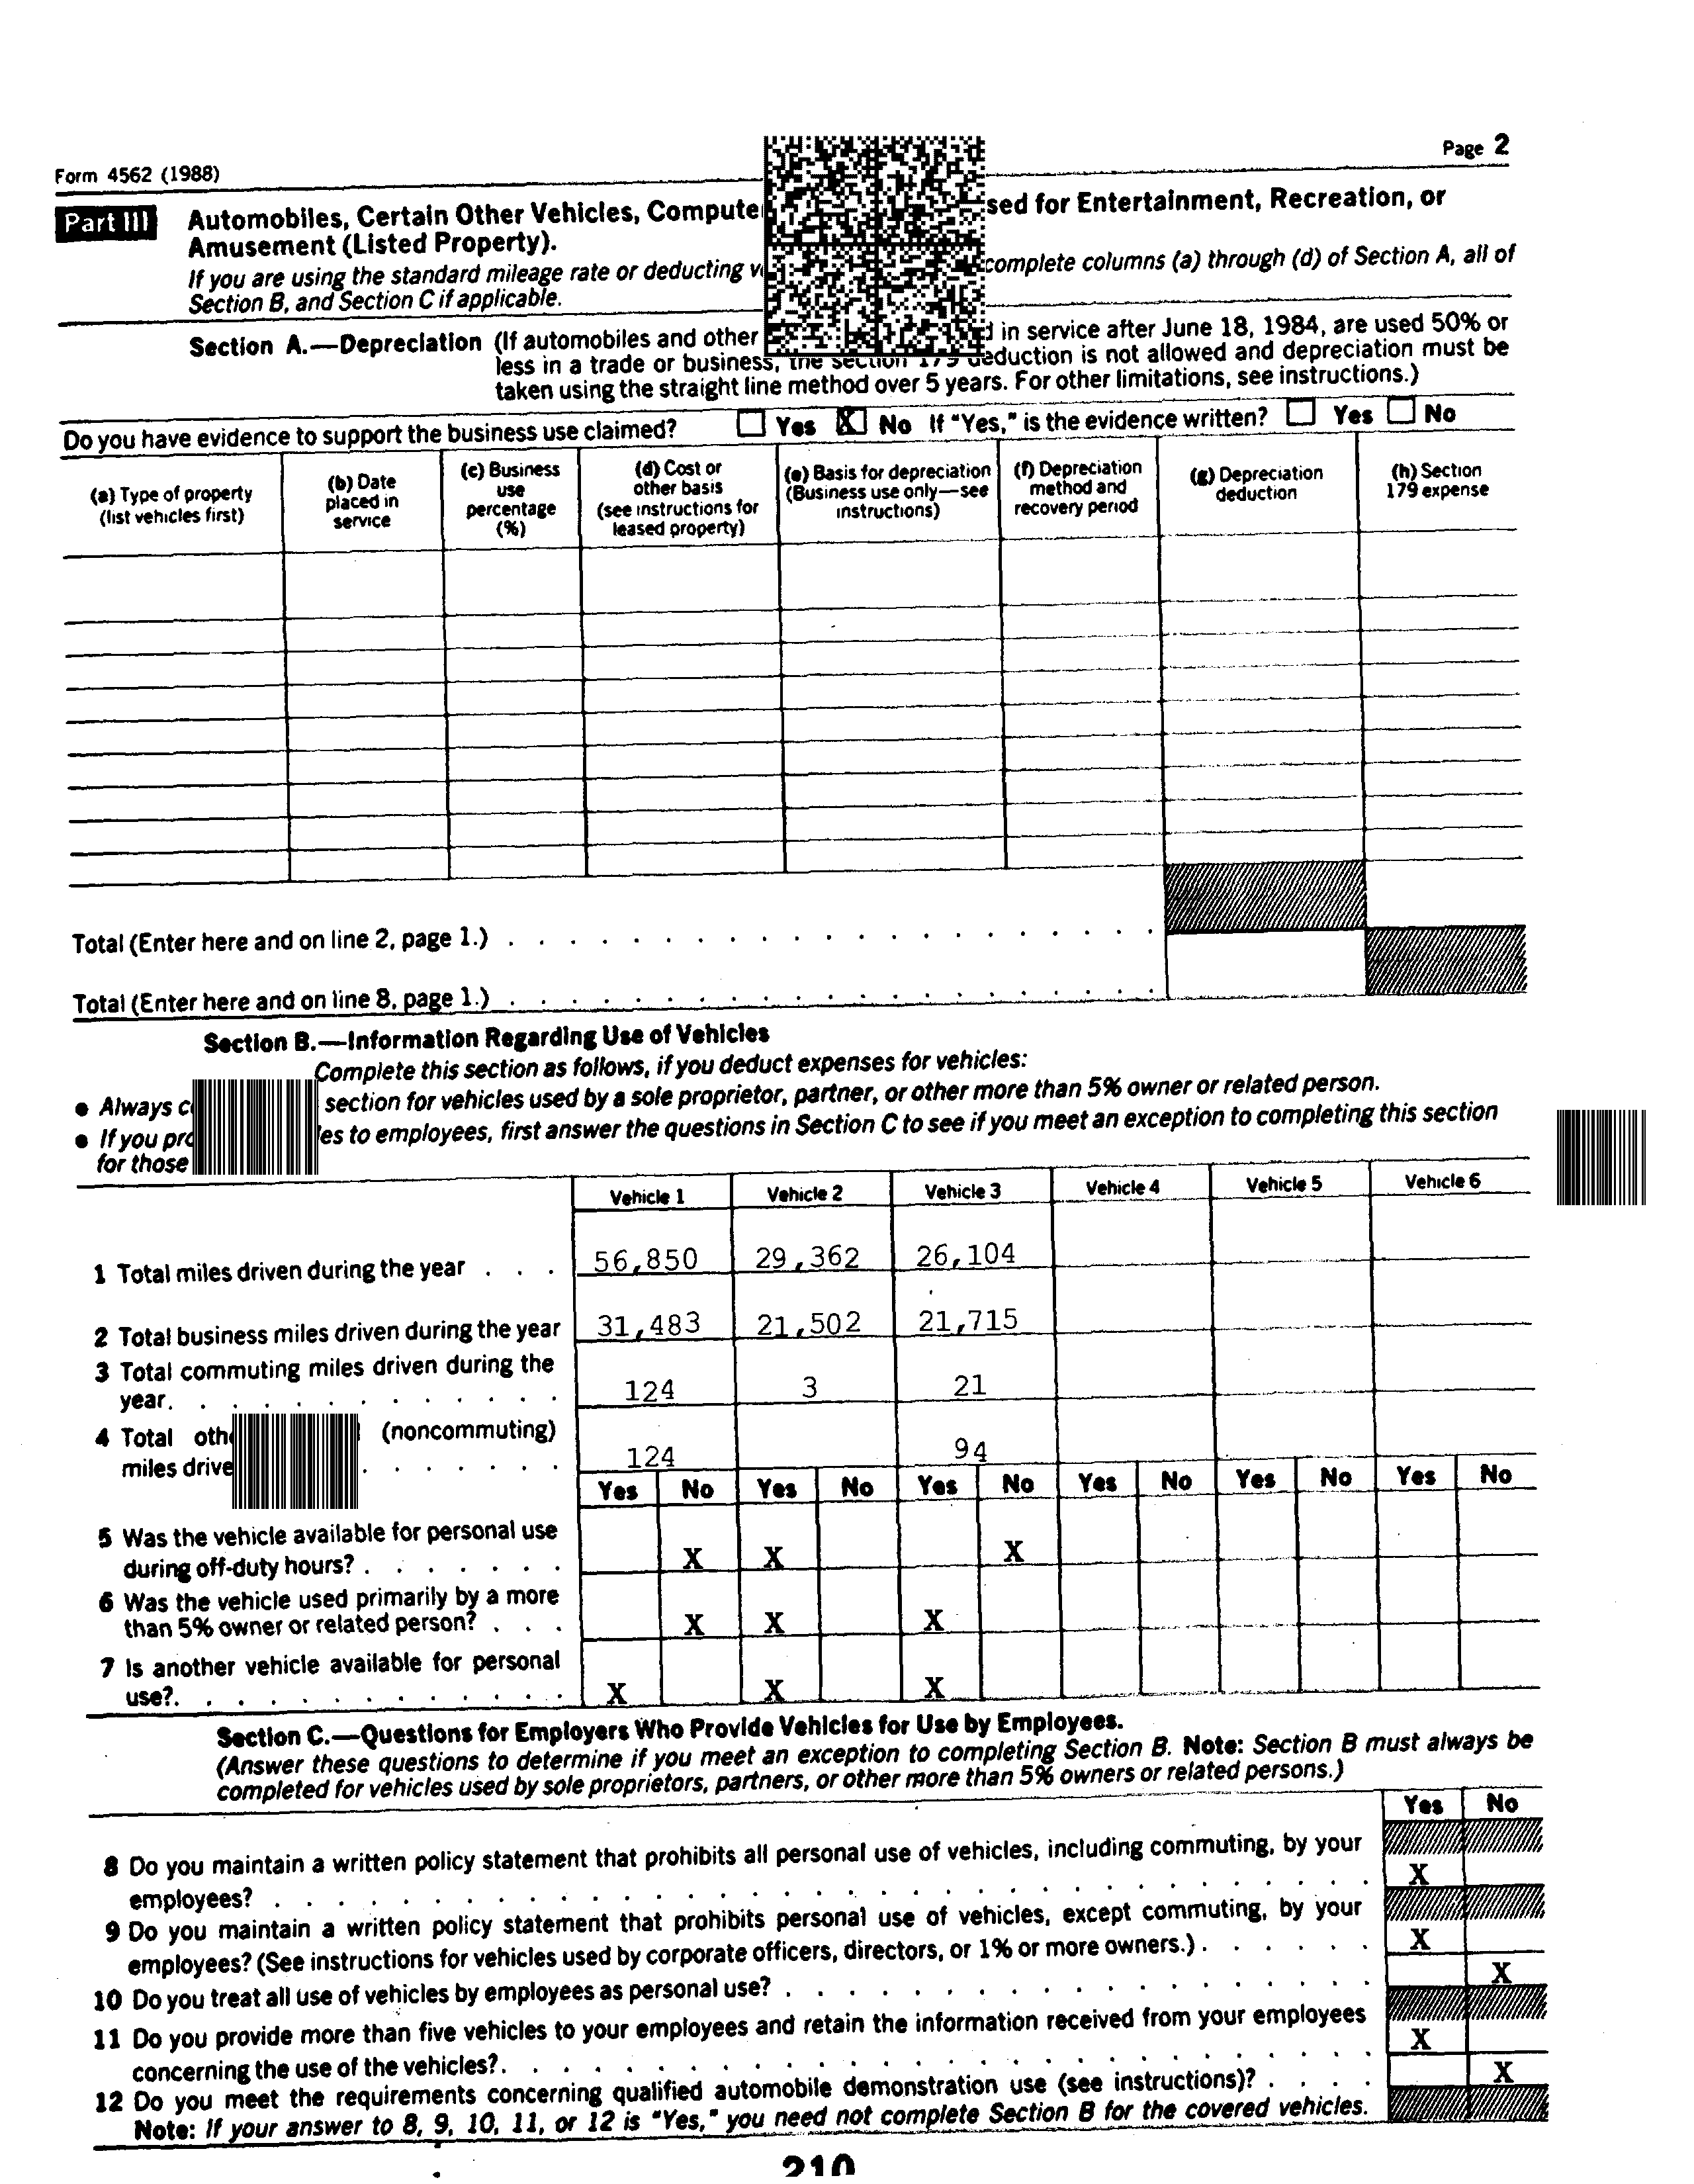 Page 2
Form 4562 (1988)
Part III Automobiles, Certain Other Vehicles, sed for Entertainment, Recreation, or
Amusement (Listed Property).
If you are using the standard mileage rate or deducting complete columns (a) through (d) of Section A, all of
Section B, and Section C if applicable.
Section A.—Depreciation (If automobiles and other in service after June 18, 1984, are used 50% or
less in a trade or business, the section 179 deduction is not allowed and depreciation must be
taken using the straight line method over 5 years. For other limitations, see instructions.)
Do you have evidence to support the business use claimed? Yes X No If "Yes," is the evidence written? Yes No
(a) Type of property
(list vehicles first)
(b) Date
placed in
service
(c) Business
use
percentage
(%)
(d) Cost or
other basis
(see instructions for
leased property)
(e) Basis for depreciation
(Business use only—see
instructions)
(f) Depreciation
method and
recovery period
(g) Depreciation
deduction
(h) Section
179 expense
Total (Enter here and on line 2, page 1.)
Total (Enter here and on line 8, page 1.)
Section B.—Information Regarding Use of Vehicles
Complete this section as follows, if you deduct expenses for vehicles:
● Always section for vehicles used by a sole proprietor, partner, or other more than 5% owner or related person.
● If you to employees, first answer the questions in Section C to see if you meet an exception to completing this section
for those
Vehicle 1 Vehicle 2 Vehicle 3 Vehicle 4 Vehicle 5 Vehicle 6
1 Total miles driven during the year . . . 56,850 29,362 26,104
2 Total business miles driven during the year 31,483 21,502 21,715
3 Total commuting miles driven during the
year. 124 3 21
4 Total (noncommuting)
miles 124 94
Yes No Yes No Yes No Yes No Yes No Yes No
5 Was the vehicle available for personal use
during off-duty hours? X X X
6 Was the vehicle used primarily by a more
than 5% owner or related person? X X X
7 Is another vehicle available for personal
use?. X X X
Section C.—Questions for Employers Who Provide Vehicles for Use by Employees.
(Answer these questions to determine if you meet an exception to completing Section B. Note: Section B must always be
completed for vehicles used by sole proprietors, partners, or other more than 5% owners or related persons.)
Yes No
8 Do you maintain a written policy statement that prohibits all personal use of vehicles, including commuting, by your
employees? X
9 Do you maintain a written policy statement that prohibits personal use of vehicles, except commuting, by your
employees? (See instructions for vehicles used by corporate officers, directors, or 1% or more owners.) X
10 Do you treat all use of vehicles by employees as personal use? X
11 Do you provide more than five vehicles to your employees and retain the information received from your employees
concerning the use of the vehicles?. X
12 Do you meet the requirements concerning qualified automobile demonstration use (see instructions)? X
Note: If your answer to 8, 9, 10, 11, or 12 is "Yes," you need not complete Section B for the covered vehicles.
210